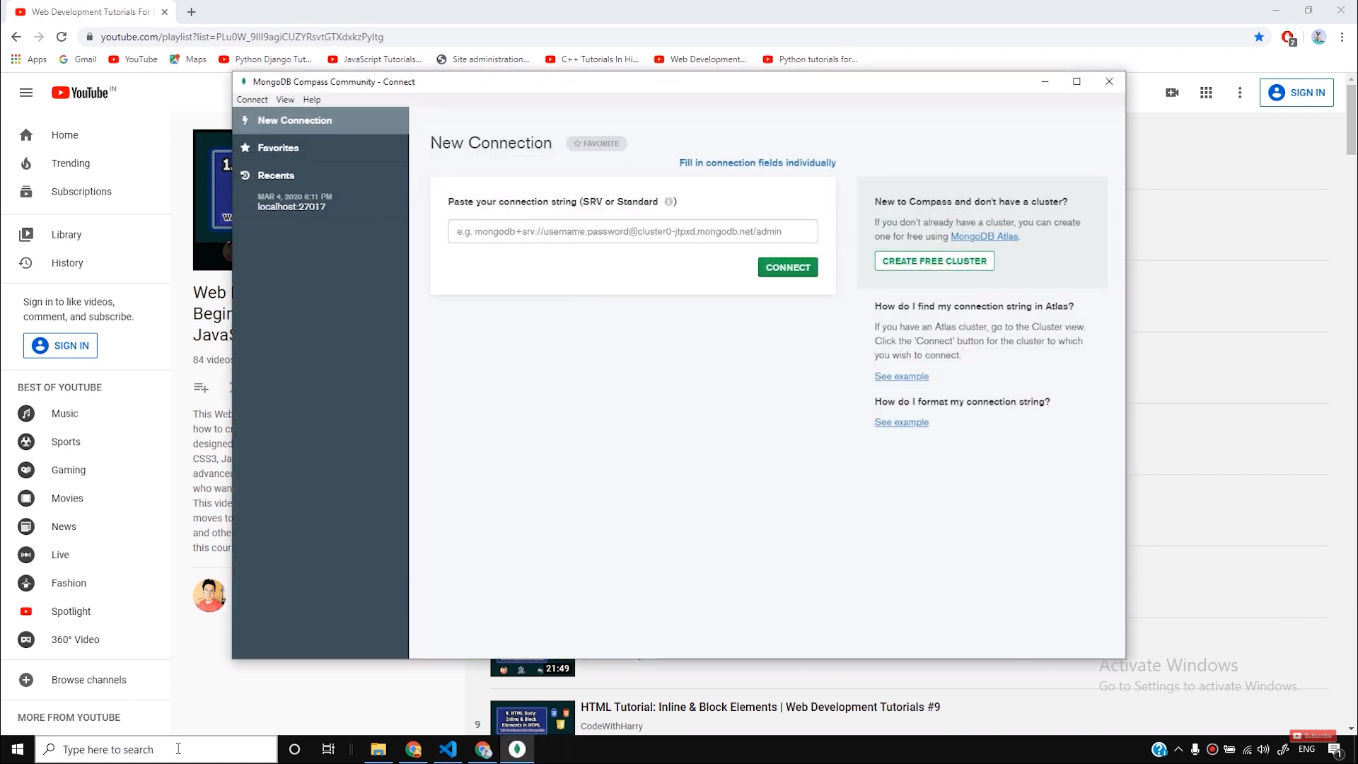 Web Development Tutorials For
youtube.com/playlist?list=PLu0W_9lII9agiCUZYRsvtGTXdxkzPyItg
Apps
Gmail
YouTube
Maps
Python Django Tut...
JavaScript Tutorials...
Site administration...
C++ Tutorials In Hi...
Web Development...
Python tutorials for...
YouTube IN
SIGN IN
Home
Trending
Subscriptions
Library
History
Sign in to like videos,
comment, and subscribe.
SIGN IN
BEST OF YOUTUBE
Music
Sports
Gaming
Movies
News
Live
Fashion
Spotlight
360° Video
Browse channels
MORE FROM YOUTUBE
Web
Begin
JavaS
84 videos
This Web
how to cr
designed
CSS3, Ja
advanced
who wan
This vide
moves to
and othe
this cour
MongoDB Compass Community - Connect
Connect View Help
New Connection
Favorites
Recents
MAR 4, 2020 6:11 PM
localhost:27017
New Connection
FAVORITE
Fill in connection fields individually
Paste your connection string (SRV or Standard )
e.g. mongodb+srv://username:password@cluster0-jtpxd.mongodb.net/admin
CONNECT
New to Compass and don't have a cluster?
If you don't already have a cluster, you can create
one for free using MongoDB Atlas.
CREATE FREE CLUSTER
How do I find my connection string in Atlas?
If you have an Atlas cluster, go to the Cluster view.
Click the 'Connect' button for the cluster to which
you wish to connect.
See example
How do I format my connection string?
See example
21:49
9
HTML Tutorial: Inline & Block Elements | Web Development Tutorials #9
CodeWithHarry
Activate Windows
Go to Settings to activate Windows.
Subscribe
Type here to search
ENG